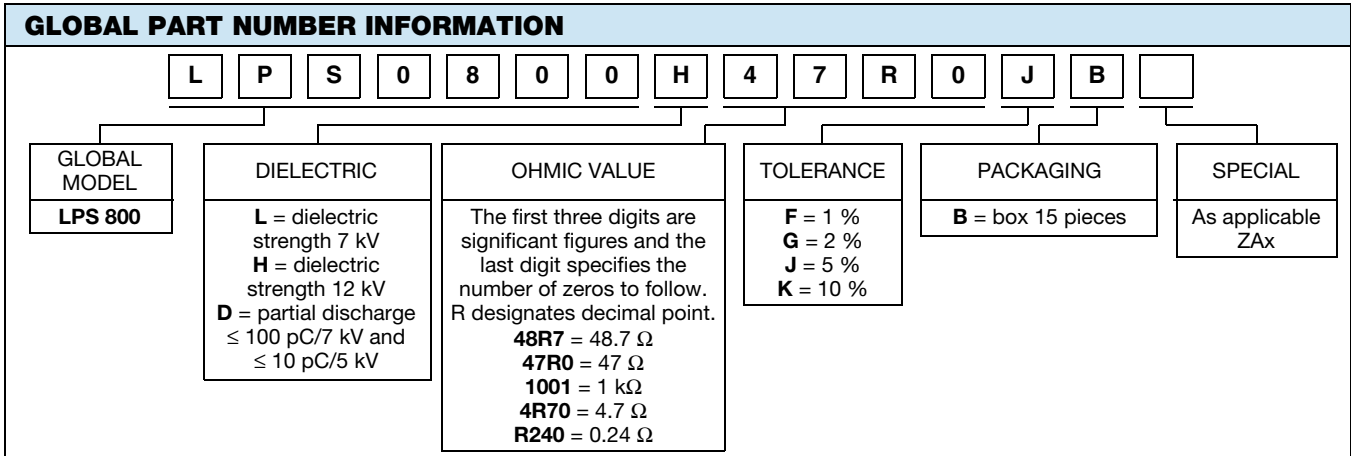 GLOBAL PART NUMBER INFORMATION
L P S 0 8 0 0 H 4 7 R 0 J B
GLOBAL
MODEL
LPS 800
DIELECTRIC
L = dielectric
strength 7 kV
H = dielectric
strength 12 kV
D = partial discharge
≤ 100 pC/7 kV and
≤ 10 pC/5 kV
OHMIC VALUE
The first three digits are
significant figures and the
last digit specifies the
number of zeros to follow.
R designates decimal point.
48R7 = 48.7 Ω
47R0 = 47 Ω
1001 = 1 kΩ
4R70 = 4.7 Ω
R240 = 0.24 Ω
TOLERANCE
F = 1 %
G = 2 %
J = 5 %
K = 10 %
PACKAGING
B = box 15 pieces
SPECIAL
As applicable
ZAx